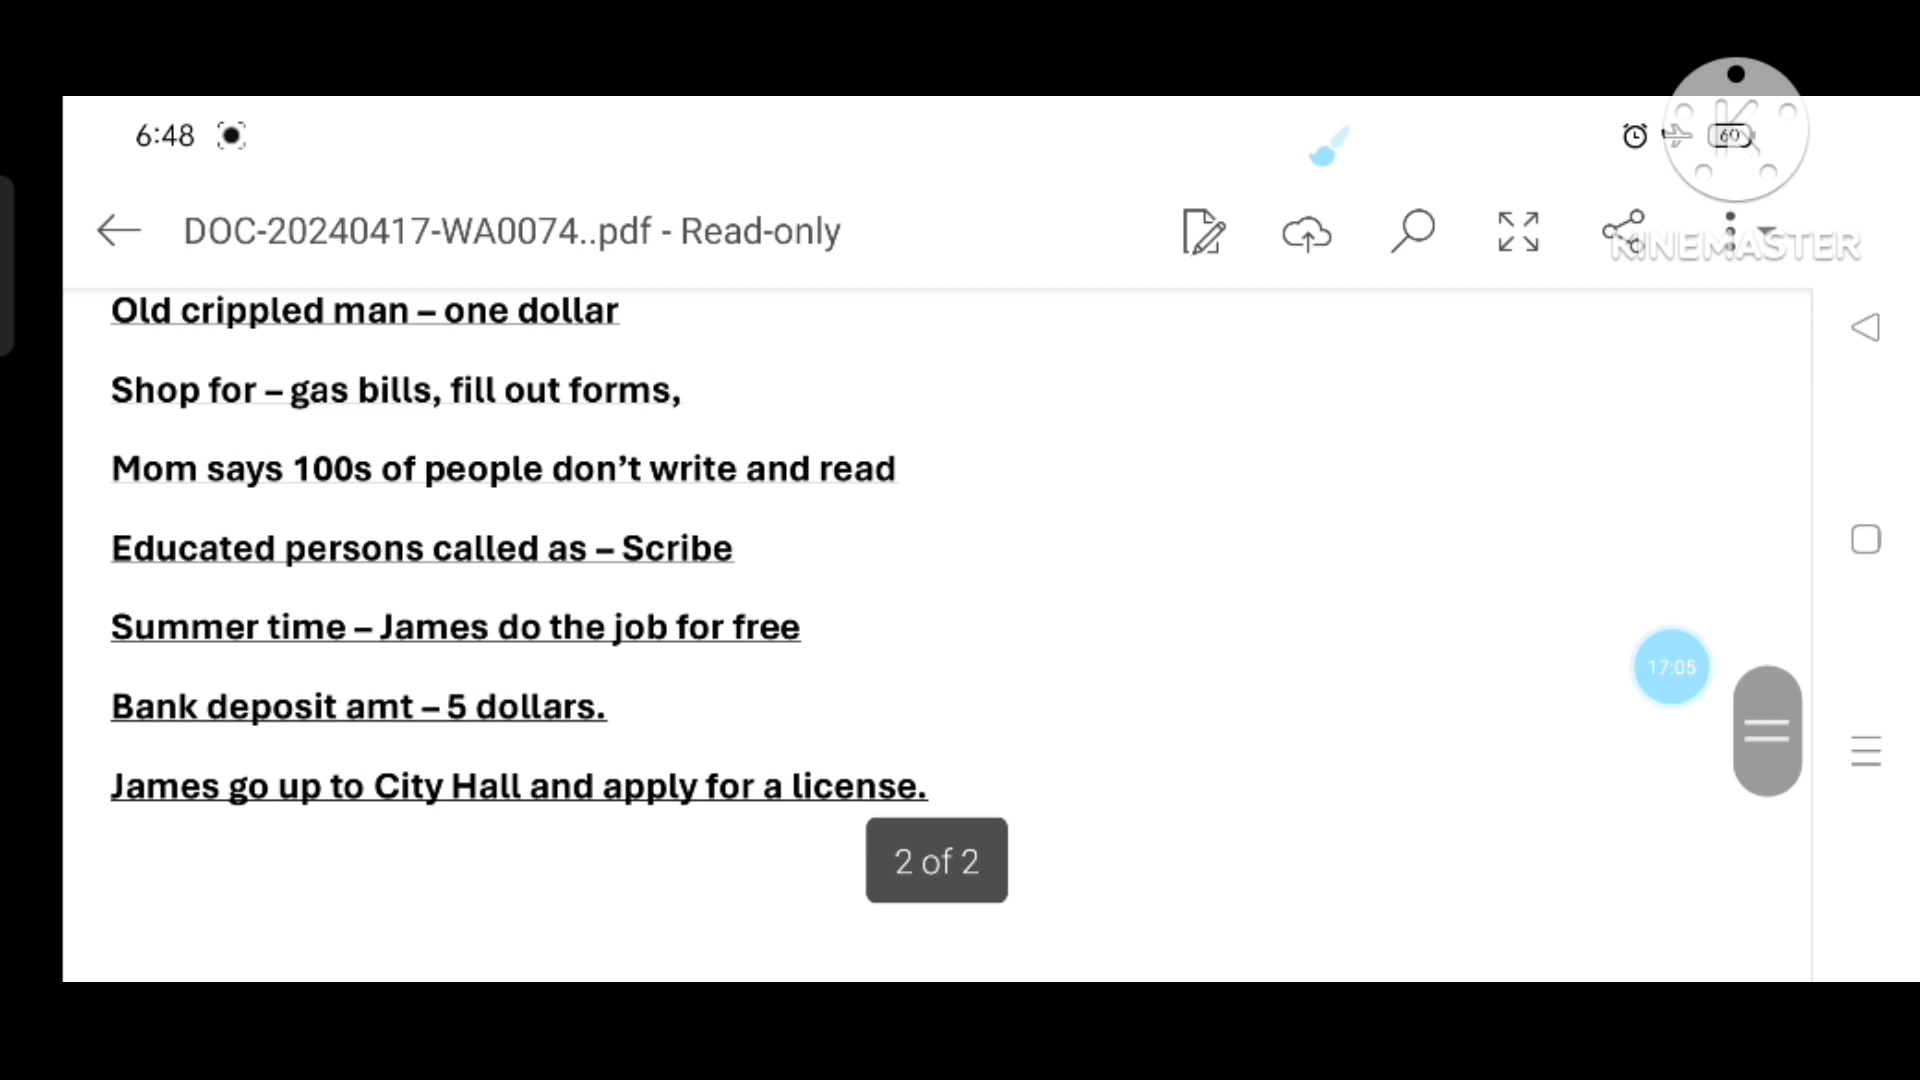 6:48
60
DOC-20240417-WA0074..pdf - Read-only
KINEMASTER
Old crippled man – one dollar
Shop for – gas bills, fill out forms,
Mom says 100s of people don’t write and read
Educated persons called as – Scribe
Summer time – James do the job for free
17:05
Bank deposit amt – 5 dollars.
James go up to City Hall and apply for a license.
2 of 2